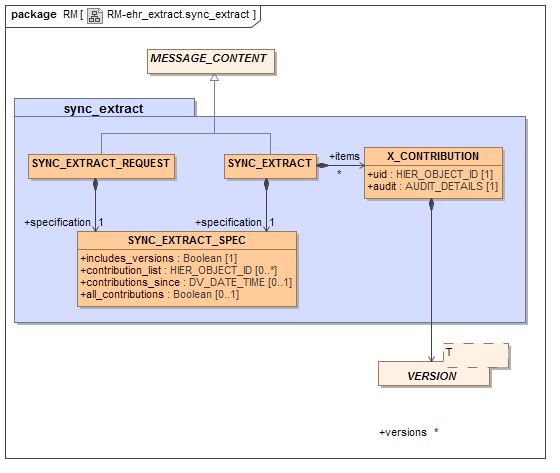 package RM [ RM-ehr_extract.sync_extract ]
MESSAGE_CONTENT
sync_extract
SYNC_EXTRACT_REQUEST
SYNC_EXTRACT
+items
*
X_CONTRIBUTION
+uid : HIER_OBJECT_ID [1]
+audit : AUDIT_DETAILS [1]
+specification 1
+specification 1
SYNC_EXTRACT_SPEC
+includes_versions : Boolean [1]
+contribution_list : HIER_OBJECT_ID [0..*]
+contributions_since : DV_DATE_TIME [0..1]
+all_contributions : Boolean [0..1]
T
VERSION
+versions *